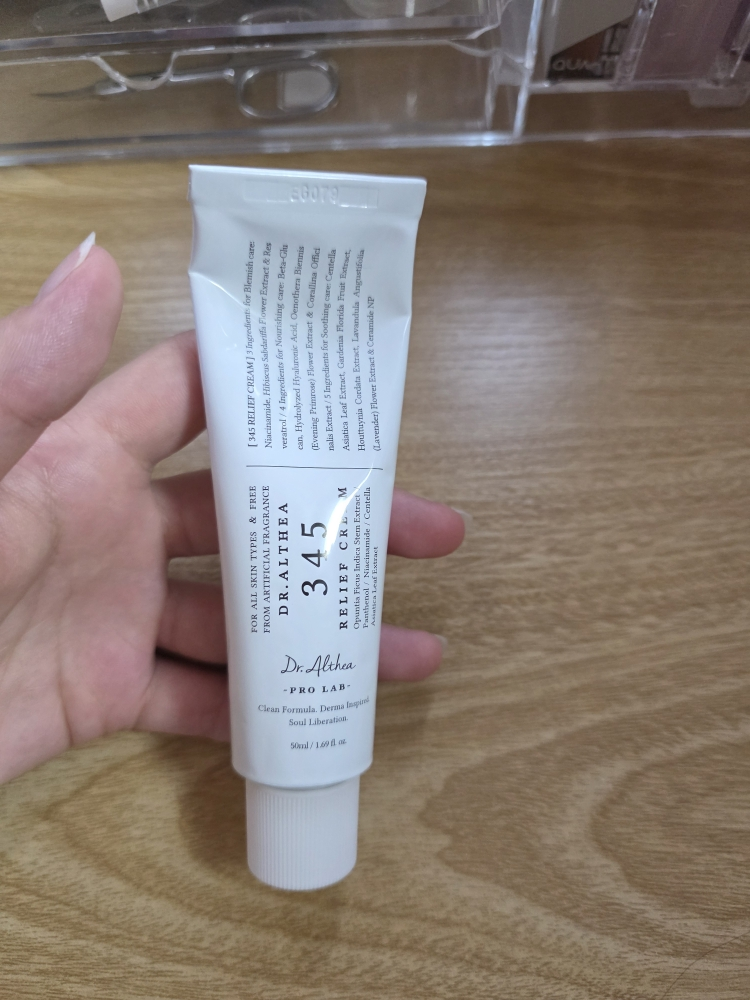 [ 345 RELIEF CREAM ] 3 Ingredients for Blemish care:
Niacinamide, Hibiscus Sabdariffa Flower Extract & Res
veratrol / 4 Ingredients for Nourishing care: Beta-Glu
can, Hydrolyzed Hyaluronic Acid, Oenothera Biennis
(Evening Primrose) Flower Extract & Corallina Offici
nalis Extract / 5 Ingredients for Soothing care: Centella
Asiatica Leaf Extract, Gardenia Florida Fruit Extract,
Houttuynia Cordata Extract, Lavandula Angustifolia
(Lavender) Flower Extract & Ceramide NP
FOR ALL SKIN TYPES & FREE
FROM ARTIFICIAL FRAGRANCE
DR.ALTHEA
345
RELIEF CREAM
Opuntia Ficus Indica Stem Extract
Panthenol / Niacinamide / Centella
Asiatica Leaf Extract
Dr. Althea
-PRO LAB-
Clean Formula. Derma Inspired.
Soul Liberation.
50ml / 1.69 fl. oz.